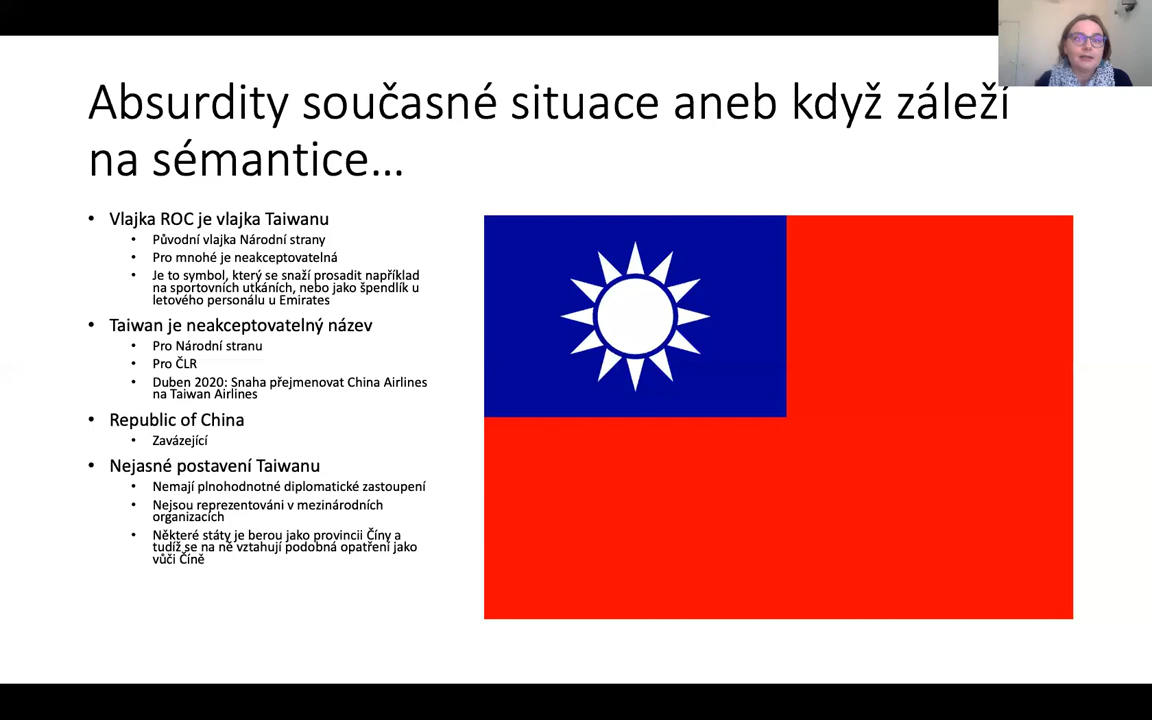 Absurdity současné situace aneb když záleží
na sémantice…
• Vlajka ROC je vlajka Taiwanu
• Původní vlajka Národní strany
• Pro mnohé je neakceptovatelná
• Je to symbol, který se snaží prosadit například
na sportovních utkáních, nebo jako špendlík u
letového personálu u Emirates
• Taiwan je neakceptovatelný název
• Pro Národní stranu
• Pro ČLR
• Duben 2020: Snaha přejmenovat China Airlines
na Taiwan Airlines
• Republic of China
• Zavázející
• Nejasné postavení Taiwanu
• Nemají plnohodnotné diplomatické zastoupení
• Nejsou reprezentováni v mezinárodních
organizacích
• Některé státy je berou jako provincii Číny a
tudíž se na ně vztahují podobná opatření jako
vůči Číně